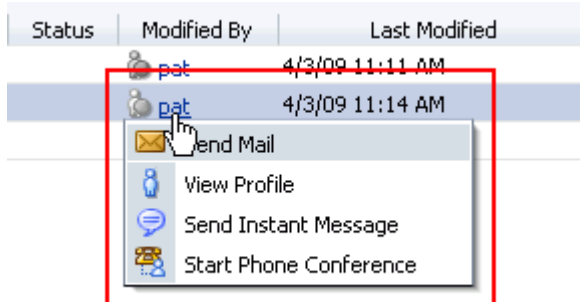 Status Modified By Last Modified
pat 4/3/09 11:11 AM
pat 4/3/09 11:14 AM
Send Mail
View Profile
Send Instant Message
Start Phone Conference